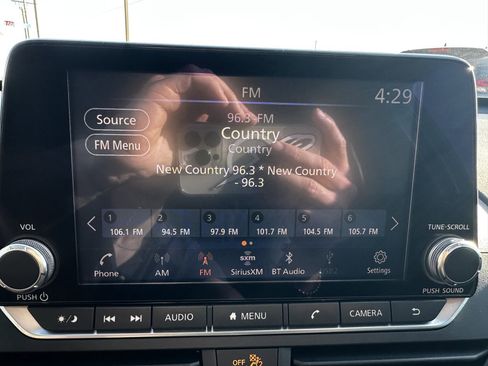 FM
4:29
Source
FM Menu
96.3 FM
Country
Country
New Country 96.3 * New Country
- 96.3
1 2 3 4 5 6
106.1 FM 94.5 FM 97.9 FM 101.7 FM 104.5 FM 105.7 FM
sxm
Phone AM FM SiriusXM BT Audio Settings
VOL
TUNE·SCROLL
PUSH
PUSH SOUND
AUDIO MENU CAMERA
OFF